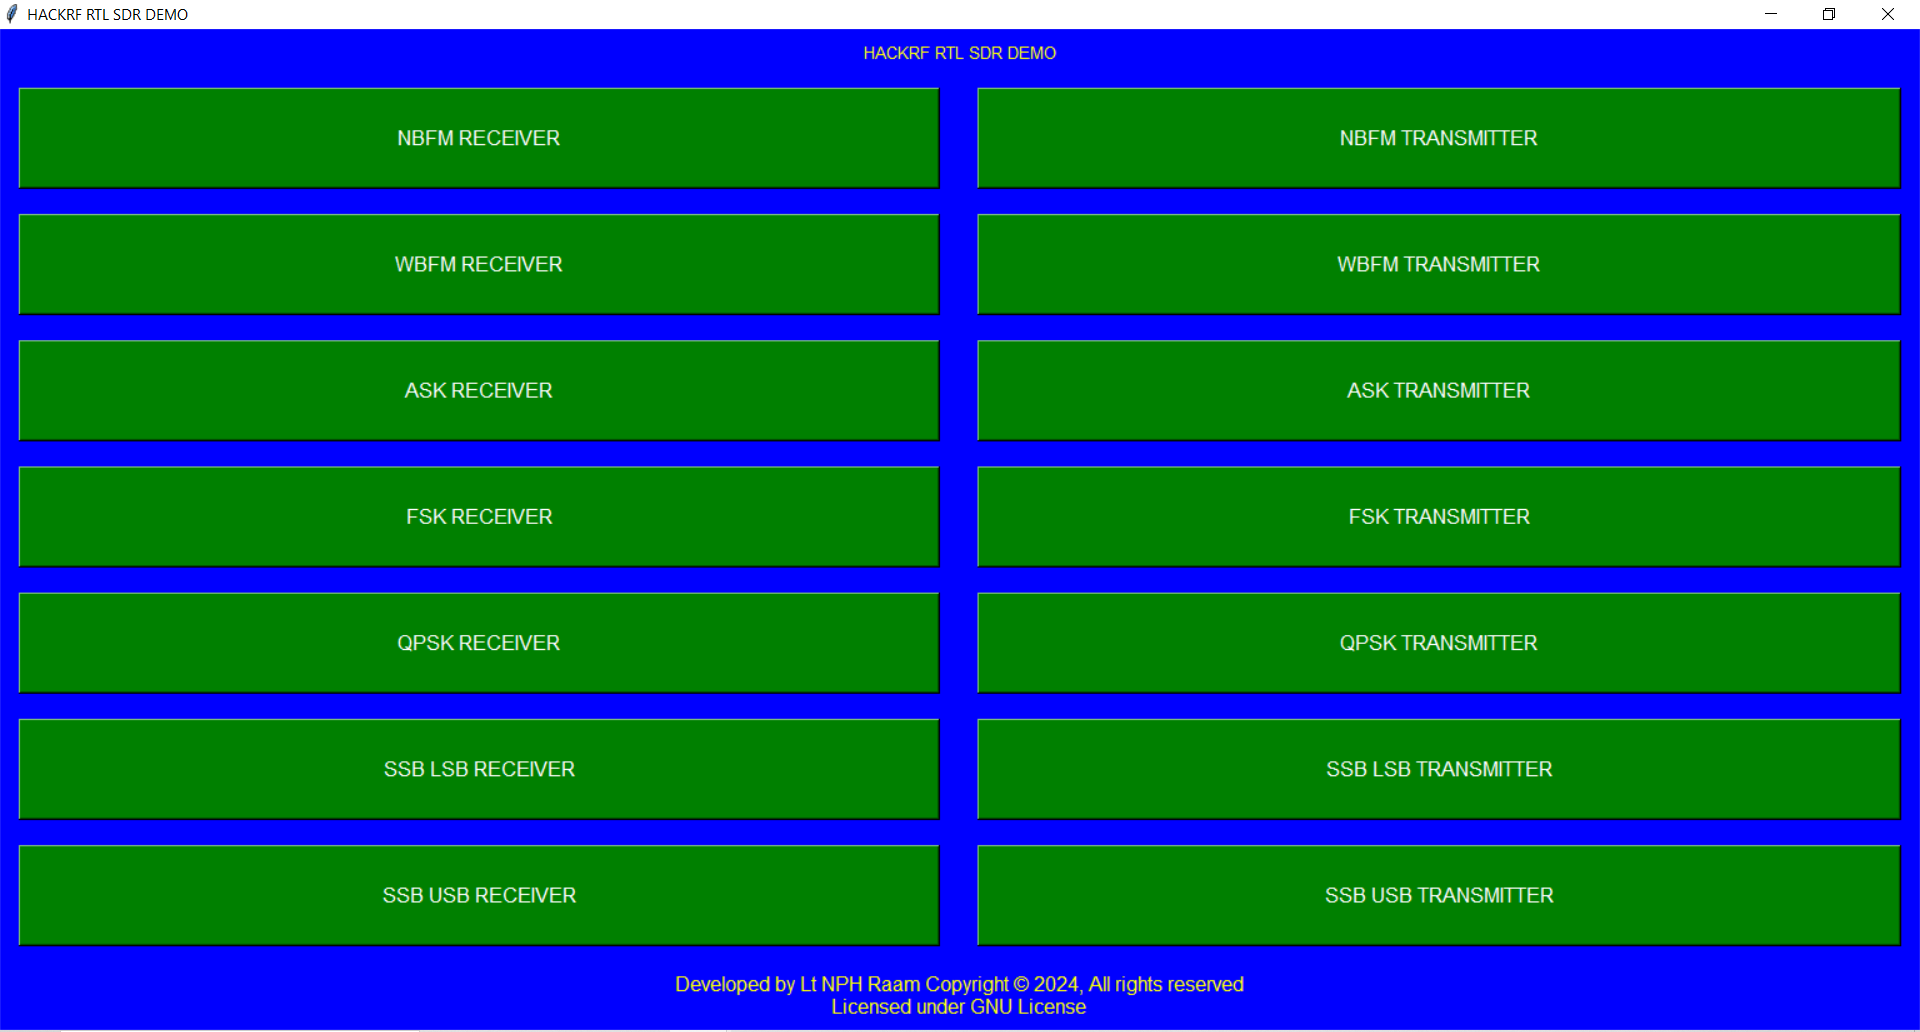 HACKRF RTL SDR DEMO
HACKRF RTL SDR DEMO
NBFM RECEIVER
NBFM TRANSMITTER
WBFM RECEIVER
WBFM TRANSMITTER
ASK RECEIVER
ASK TRANSMITTER
FSK RECEIVER
FSK TRANSMITTER
QPSK RECEIVER
QPSK TRANSMITTER
SSB LSB RECEIVER
SSB LSB TRANSMITTER
SSB USB RECEIVER
SSB USB TRANSMITTER
Developed by Lt NPH Raam Copyright © 2024, All rights reserved
Licensed under GNU License